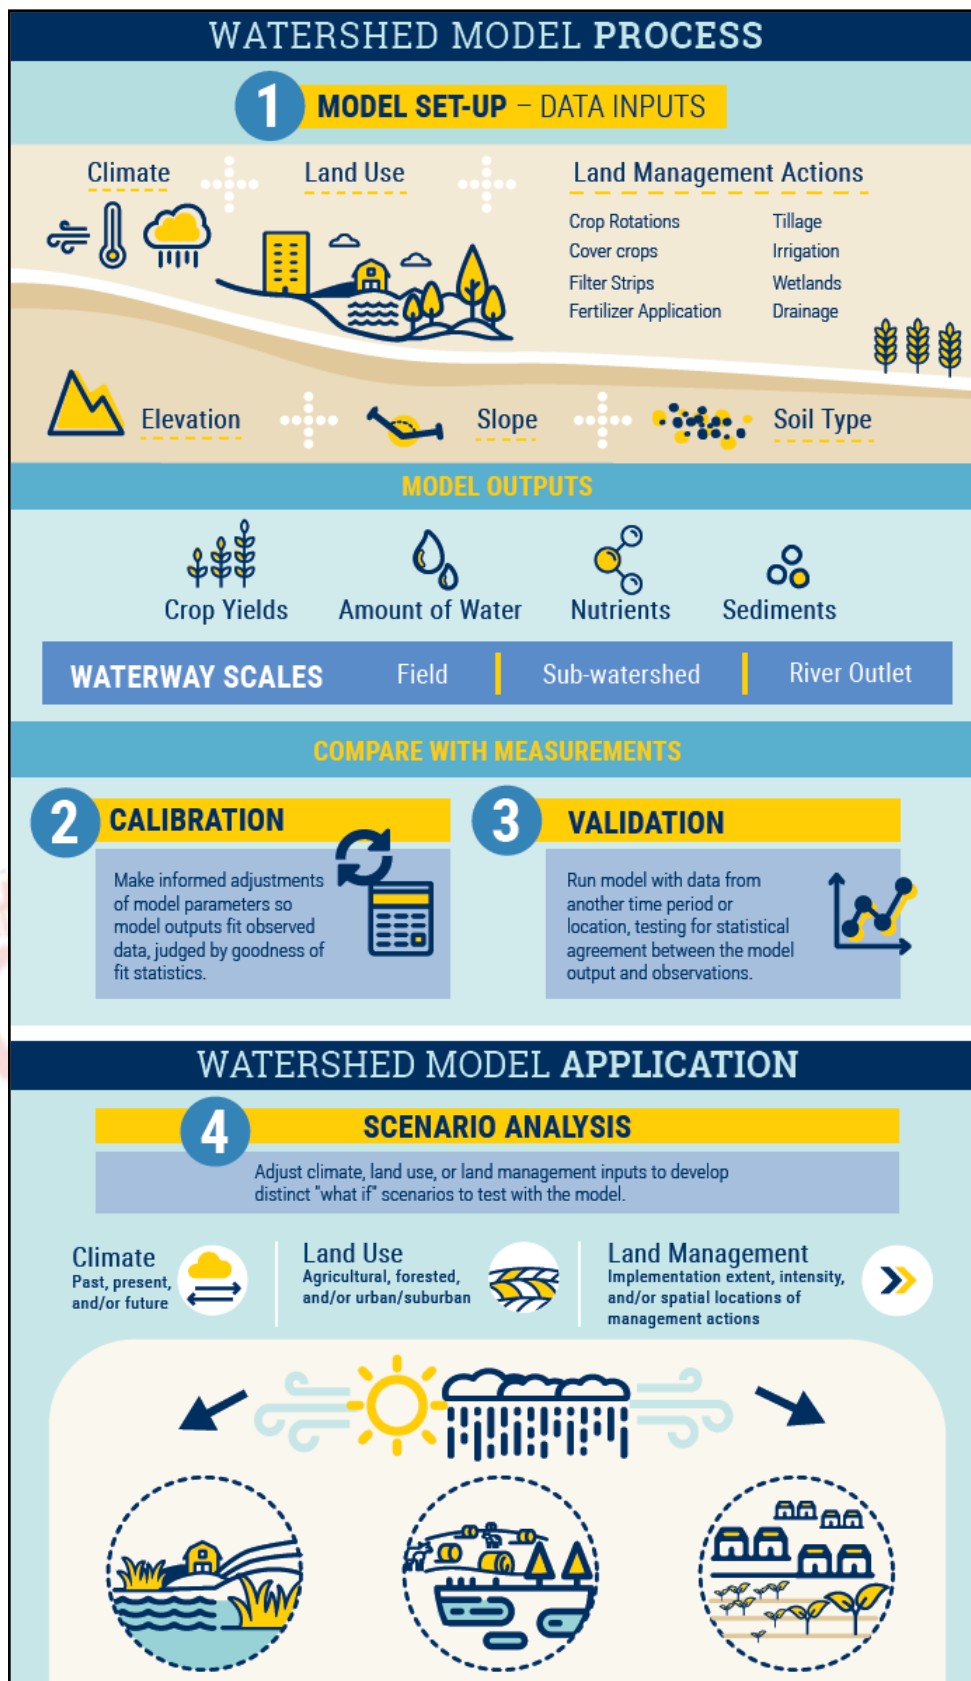 WATERSHED MODEL PROCESS
1 MODEL SET-UP – DATA INPUTS
Climate
Land Use
Land Management Actions
Crop Rotations
Cover crops
Filter Strips
Fertilizer Application
Tillage
Irrigation
Wetlands
Drainage
Elevation
Slope
Soil Type
MODEL OUTPUTS
Crop Yields
Amount of Water
Nutrients
Sediments
WATERWAY SCALES
Field
Sub-watershed
River Outlet
COMPARE WITH MEASUREMENTS
2 CALIBRATION
Make informed adjustments
of model parameters so
model outputs fit observed
data, judged by goodness of
fit statistics.
3 VALIDATION
Run model with data from
another time period or
location, testing for statistical
agreement between the model
output and observations.
WATERSHED MODEL APPLICATION
4 SCENARIO ANALYSIS
Adjust climate, land use, or land management inputs to develop
distinct "what if" scenarios to test with the model.
Climate
Past, present,
and/or future
Land Use
Agricultural, forested,
and/or urban/suburban
Land Management
Implementation extent, intensity,
and/or spatial locations of
management actions